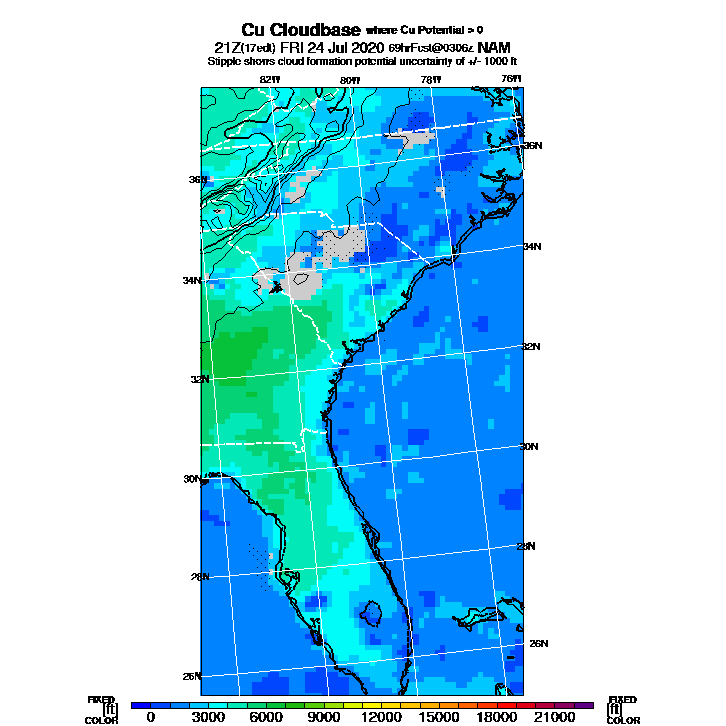 Cu Cloudbase where Cu Potential > 0
21Z(17edt) FRI 24 Jul 2020 69hrFcst@0306z NAM
Stipple shows cloud formation potential uncertainty of +/- 1000 ft
82W 80W 78W 76W
36N
36N
34N
34N
32N
32N
30N
30N
28N
28N
26N
26N
FIXED FIXED
[ft] [ft]
COLOR COLOR
0 3000 6000 9000 12000 15000 18000 21000